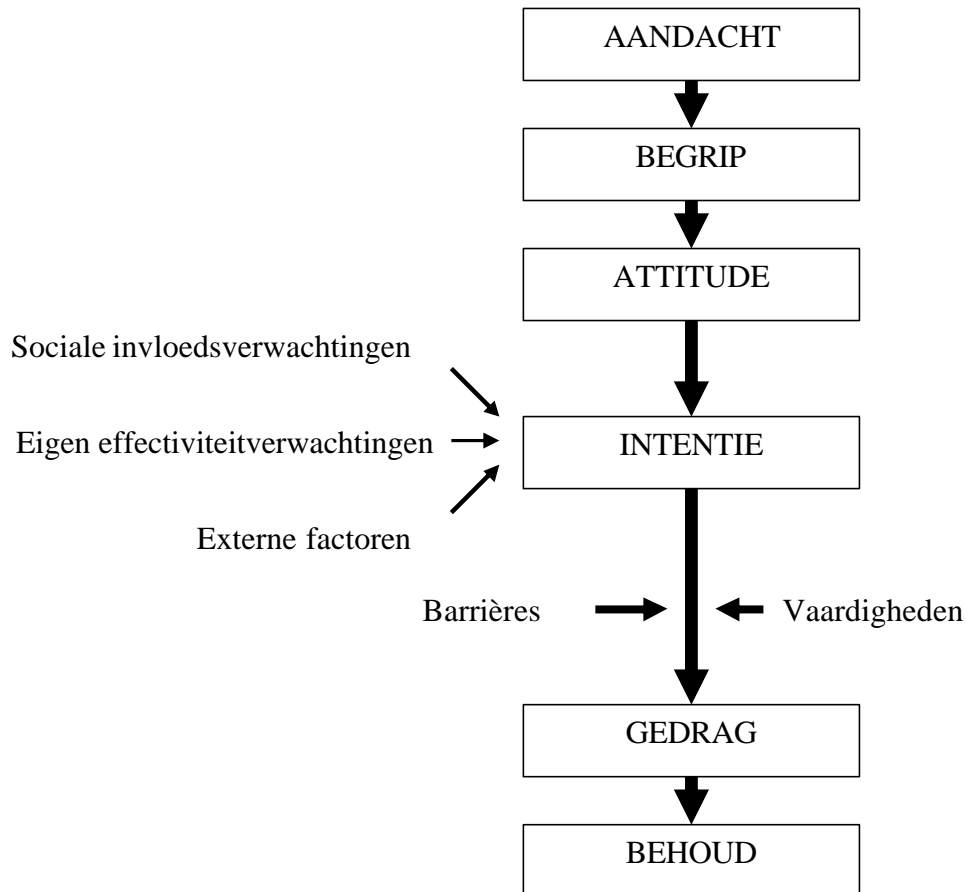 AANDACHT
BEGRIP
ATTITUDE
Sociale invloedsverwachtingen
Eigen effectiviteitverwachtingen
INTENTIE
Externe factoren
Barrières
Vaardigheden
GEDRAG
BEHOUD